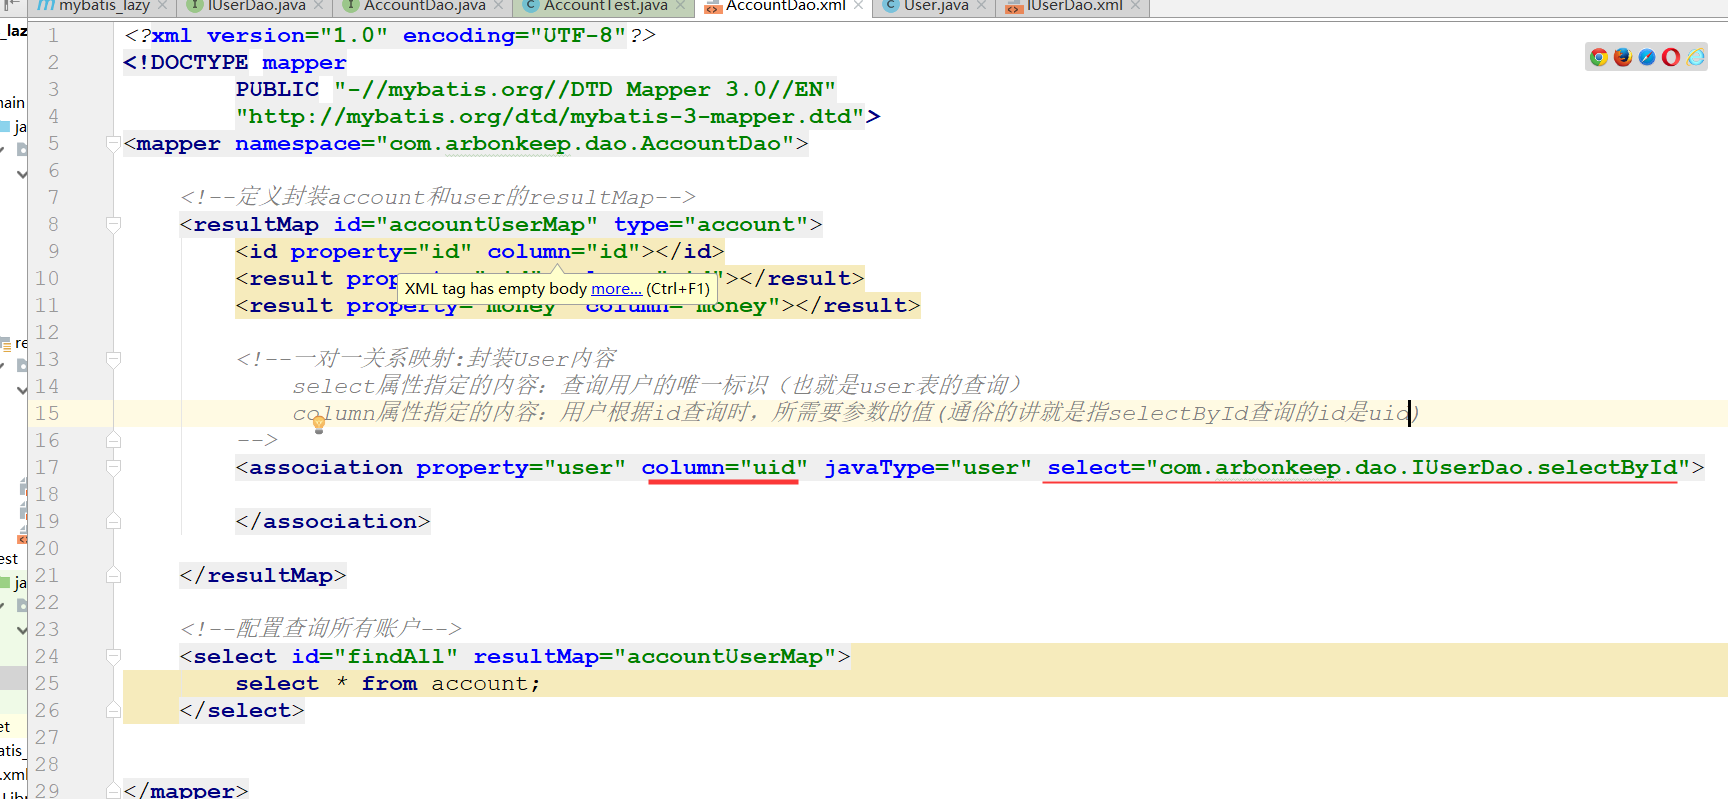 mybatis_lazy
IUserDao.java
AccountDao.java
AccountTest.java
AccountDao.xml
User.java
IUserDao.xml
1 <?xml version="1.0" encoding="UTF-8"?>
2 <!DOCTYPE mapper
3 PUBLIC "-//mybatis.org//DTD Mapper 3.0//EN"
4 "http://mybatis.org/dtd/mybatis-3-mapper.dtd">
5 <mapper namespace="com.arbonkeep.dao.AccountDao">
6
7 <!--定义封装account和user的resultMap-->
8 <resultMap id="accountUserMap" type="account">
9 <id property="id" column="id"></id>
10 <result ></result>
XML tag has empty body more... (Ctrl+F1)
11 <result property="money" column="money"></result>
12
13 <!--一对一关系映射:封装User内容
14 select属性指定的内容：查询用户的唯一标识（也就是user表的查询）
15 column属性指定的内容：用户根据id查询时，所需要参数的值(通俗的讲就是指selectById查询的id是uid)
16 -->
17 <association property="user" column="uid" javaType="user" select="com.arbonkeep.dao.IUserDao.selectById">
18
19 </association>
20
21 </resultMap>
22
23 <!--配置查询所有账户-->
24 <select id="findAll" resultMap="accountUserMap">
25 select * from account;
26 </select>
27
28
29 </mapper>